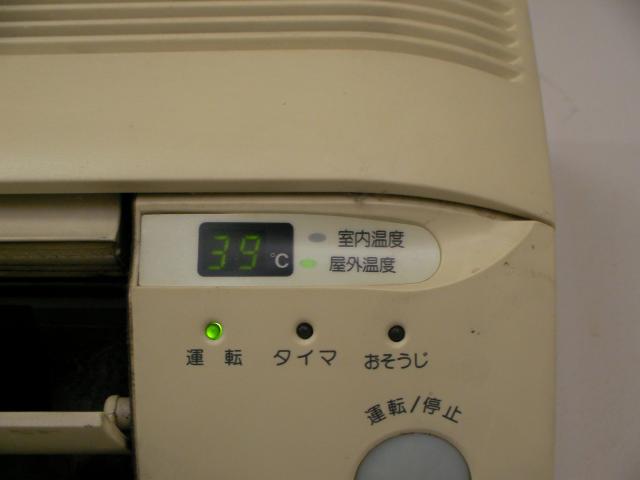 39℃
室内温度
屋外温度
運転 タイマ おそうじ
運転/停止